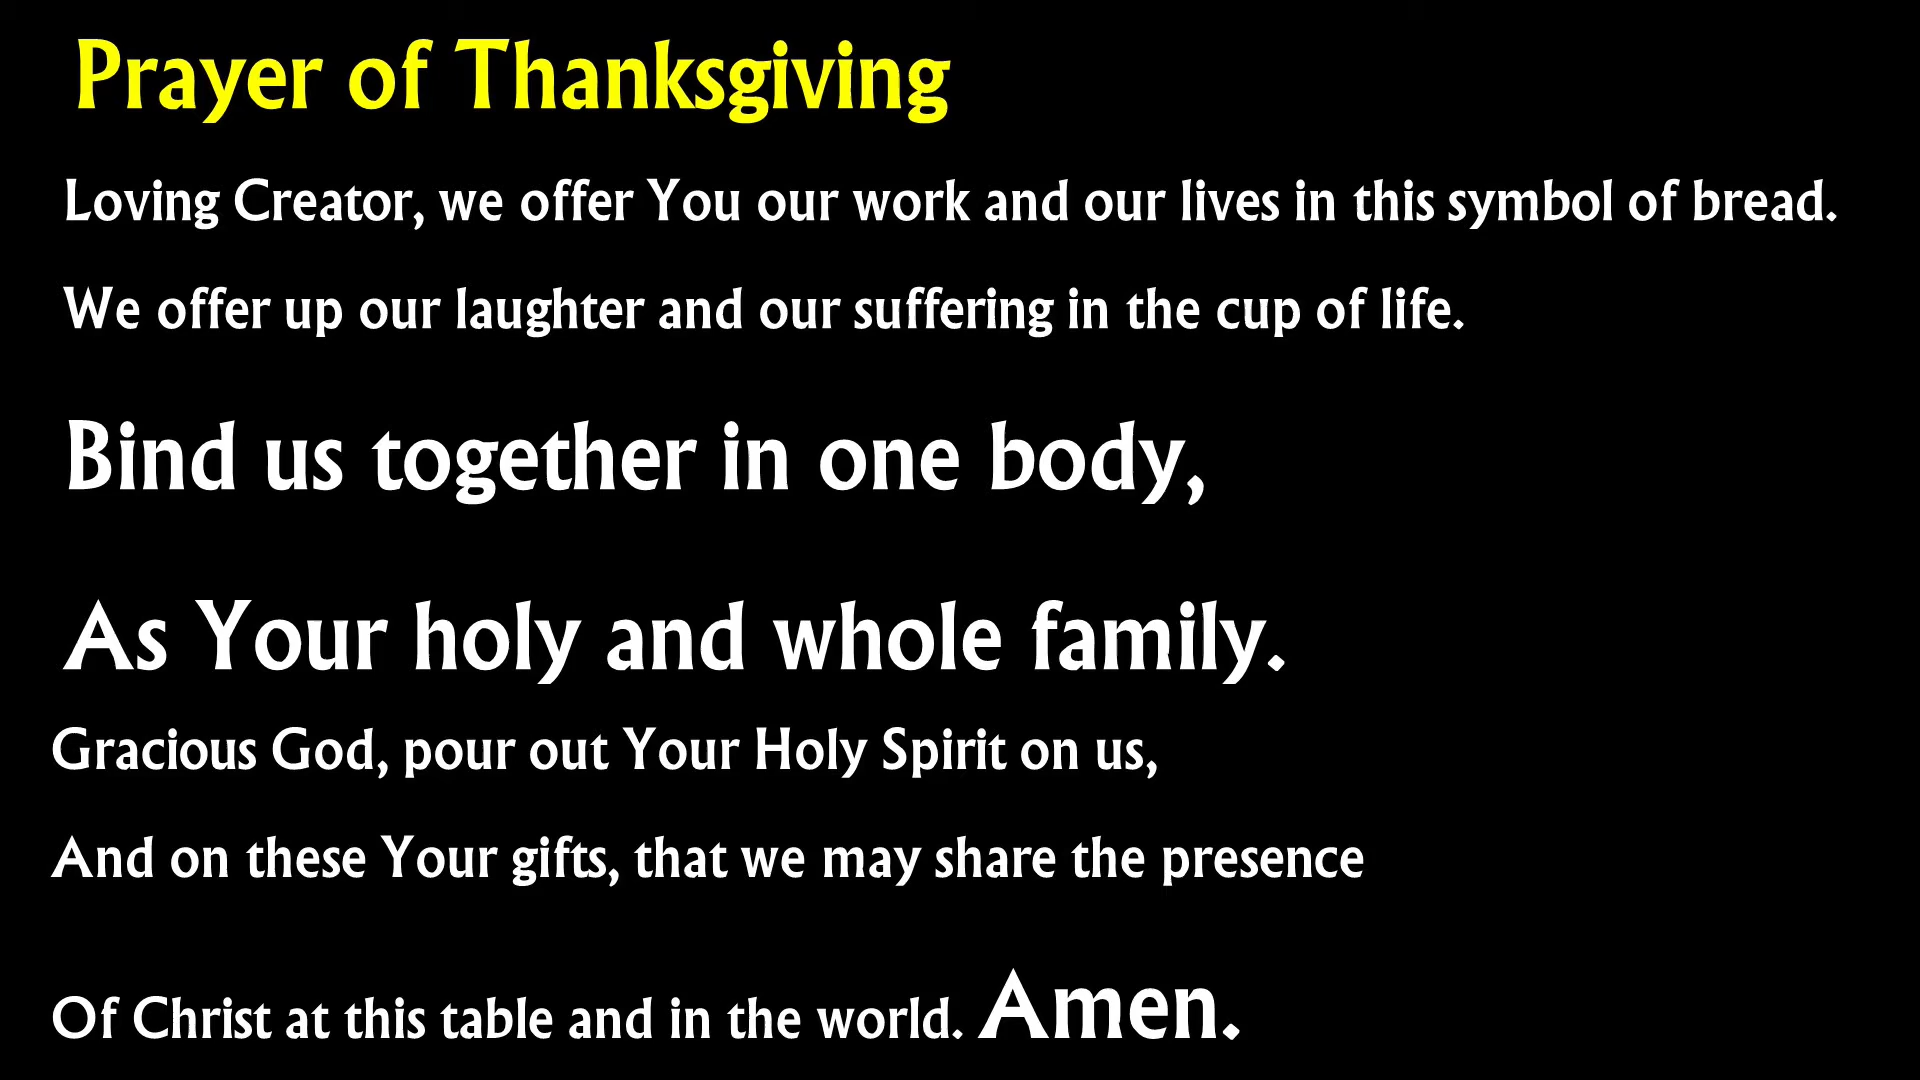 Prayer of Thanksgiving
Loving Creator, we offer You our work and our lives in this symbol of bread.
We offer up our laughter and our suffering in the cup of life.
Bind us together in one body,
As Your holy and whole family.
Gracious God, pour out Your Holy Spirit on us,
And on these Your gifts, that we may share the presence
Of Christ at this table and in the world. Amen.